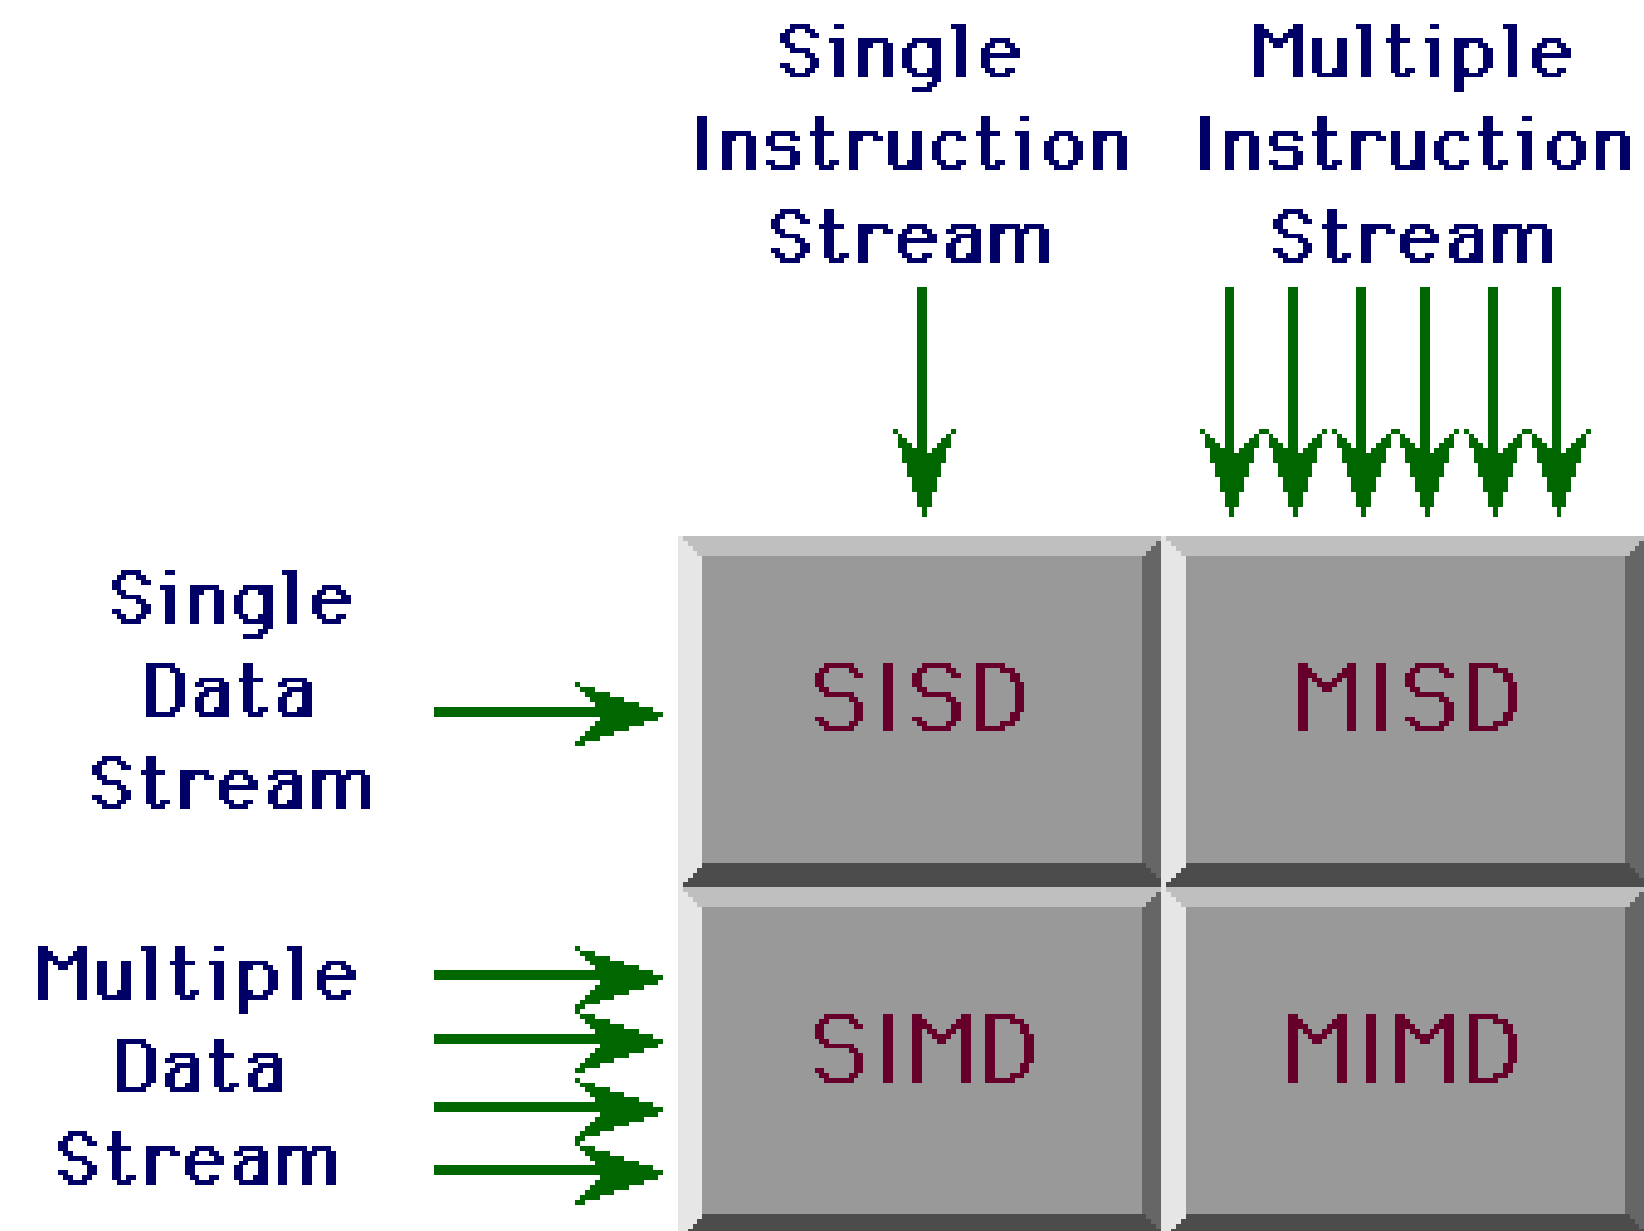 Single
Instruction
Stream
Multiple
Instruction
Stream
Single
Data
Stream
SISD
MISD
Multiple
Data
Stream
SIMD
MIMD